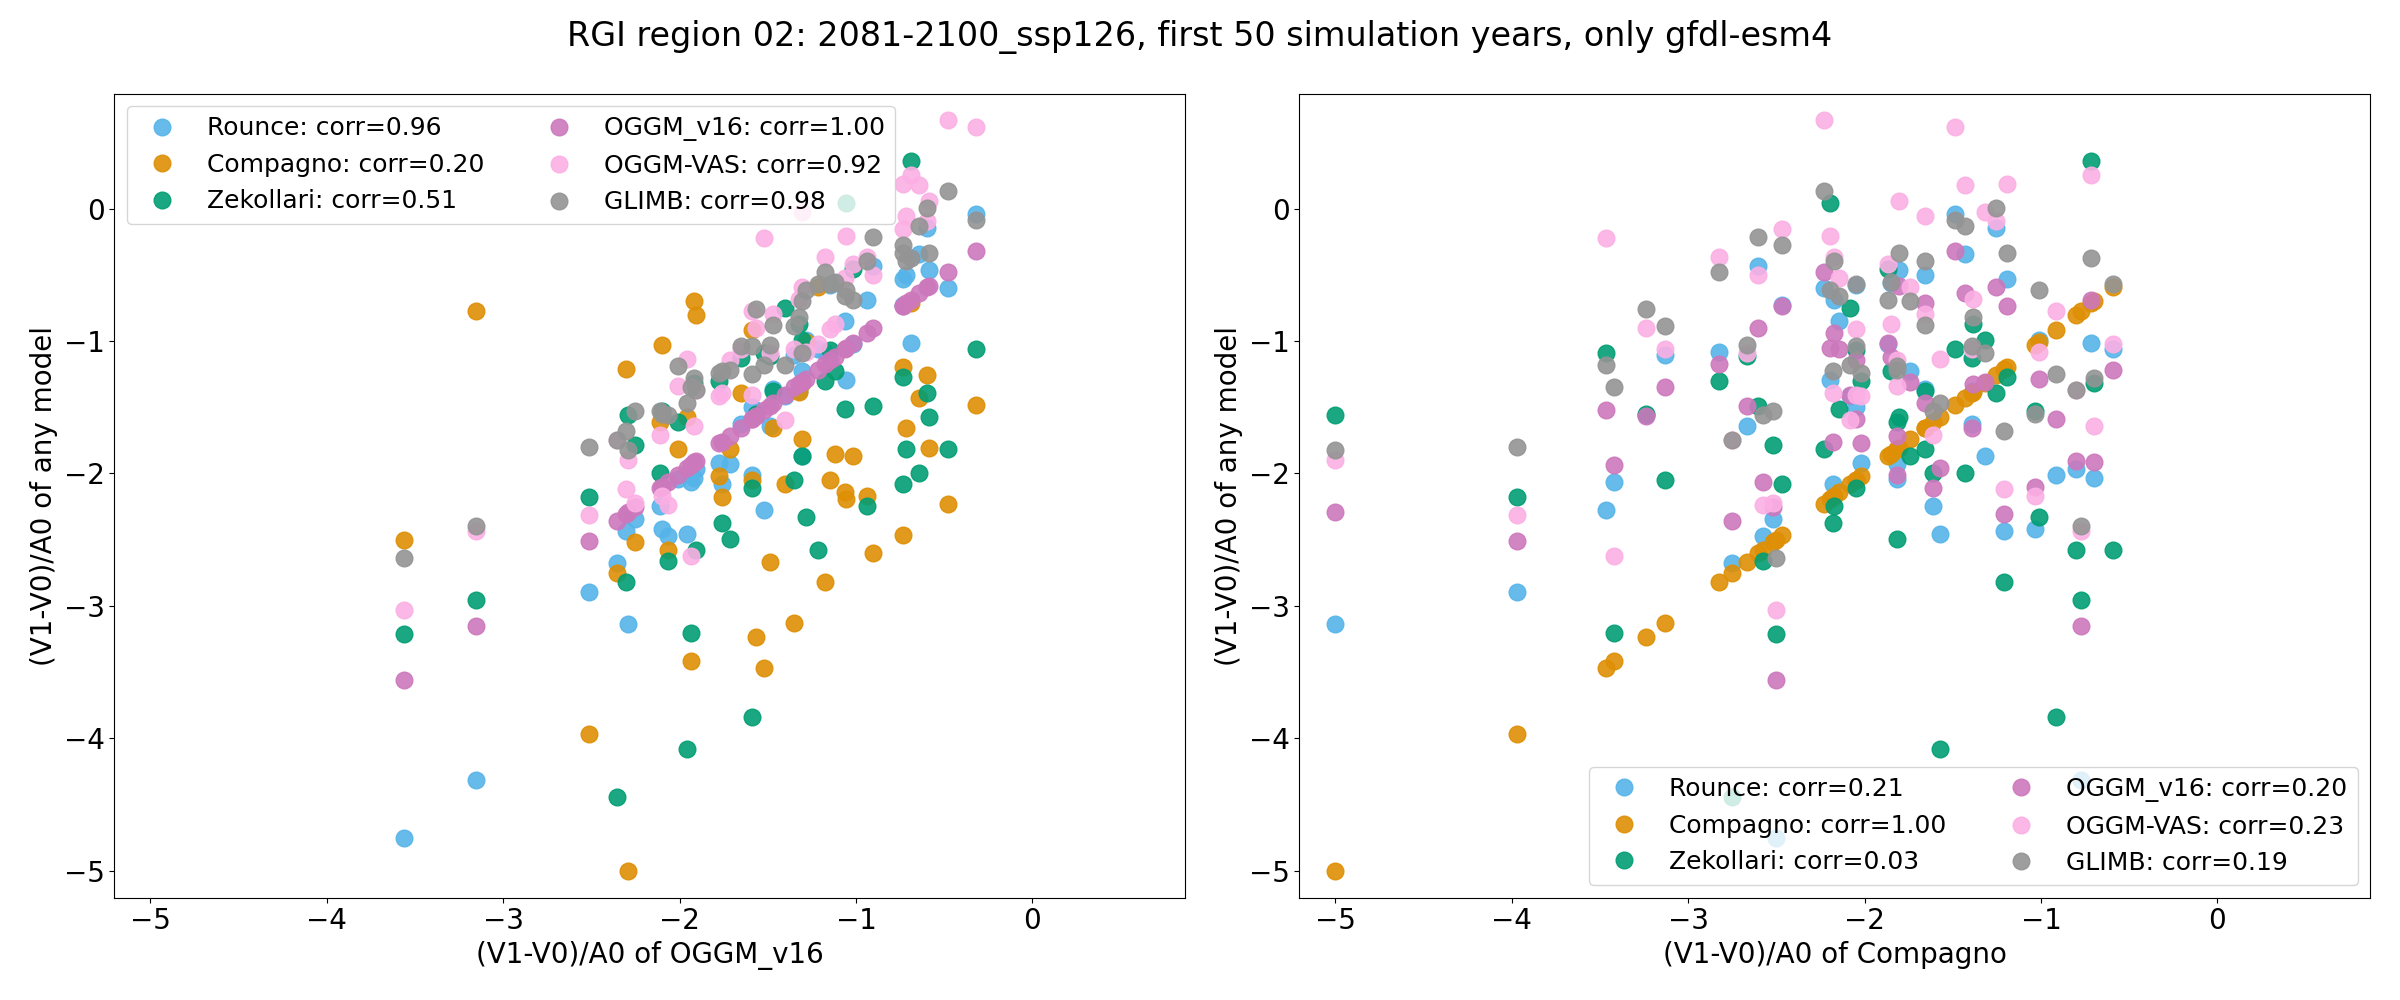 RGI region 02: 2081-2100_ssp126, first 50 simulation years, only gfdl-esm4
Rounce: corr=0.96
Compagno: corr=0.20
Zekollari: corr=0.51
OGGM_v16: corr=1.00
OGGM-VAS: corr=0.92
GLIMB: corr=0.98
(V1-V0)/A0 of any model
0
−1
−2
−3
−4
−5
−5 −4 −3 −2 −1 0
(V1-V0)/A0 of OGGM_v16
(V1-V0)/A0 of any model
0
−1
−2
−3
−4
−5
Rounce: corr=0.21
Compagno: corr=1.00
Zekollari: corr=0.03
OGGM_v16: corr=0.20
OGGM-VAS: corr=0.23
GLIMB: corr=0.19
−5 −4 −3 −2 −1 0
(V1-V0)/A0 of Compagno